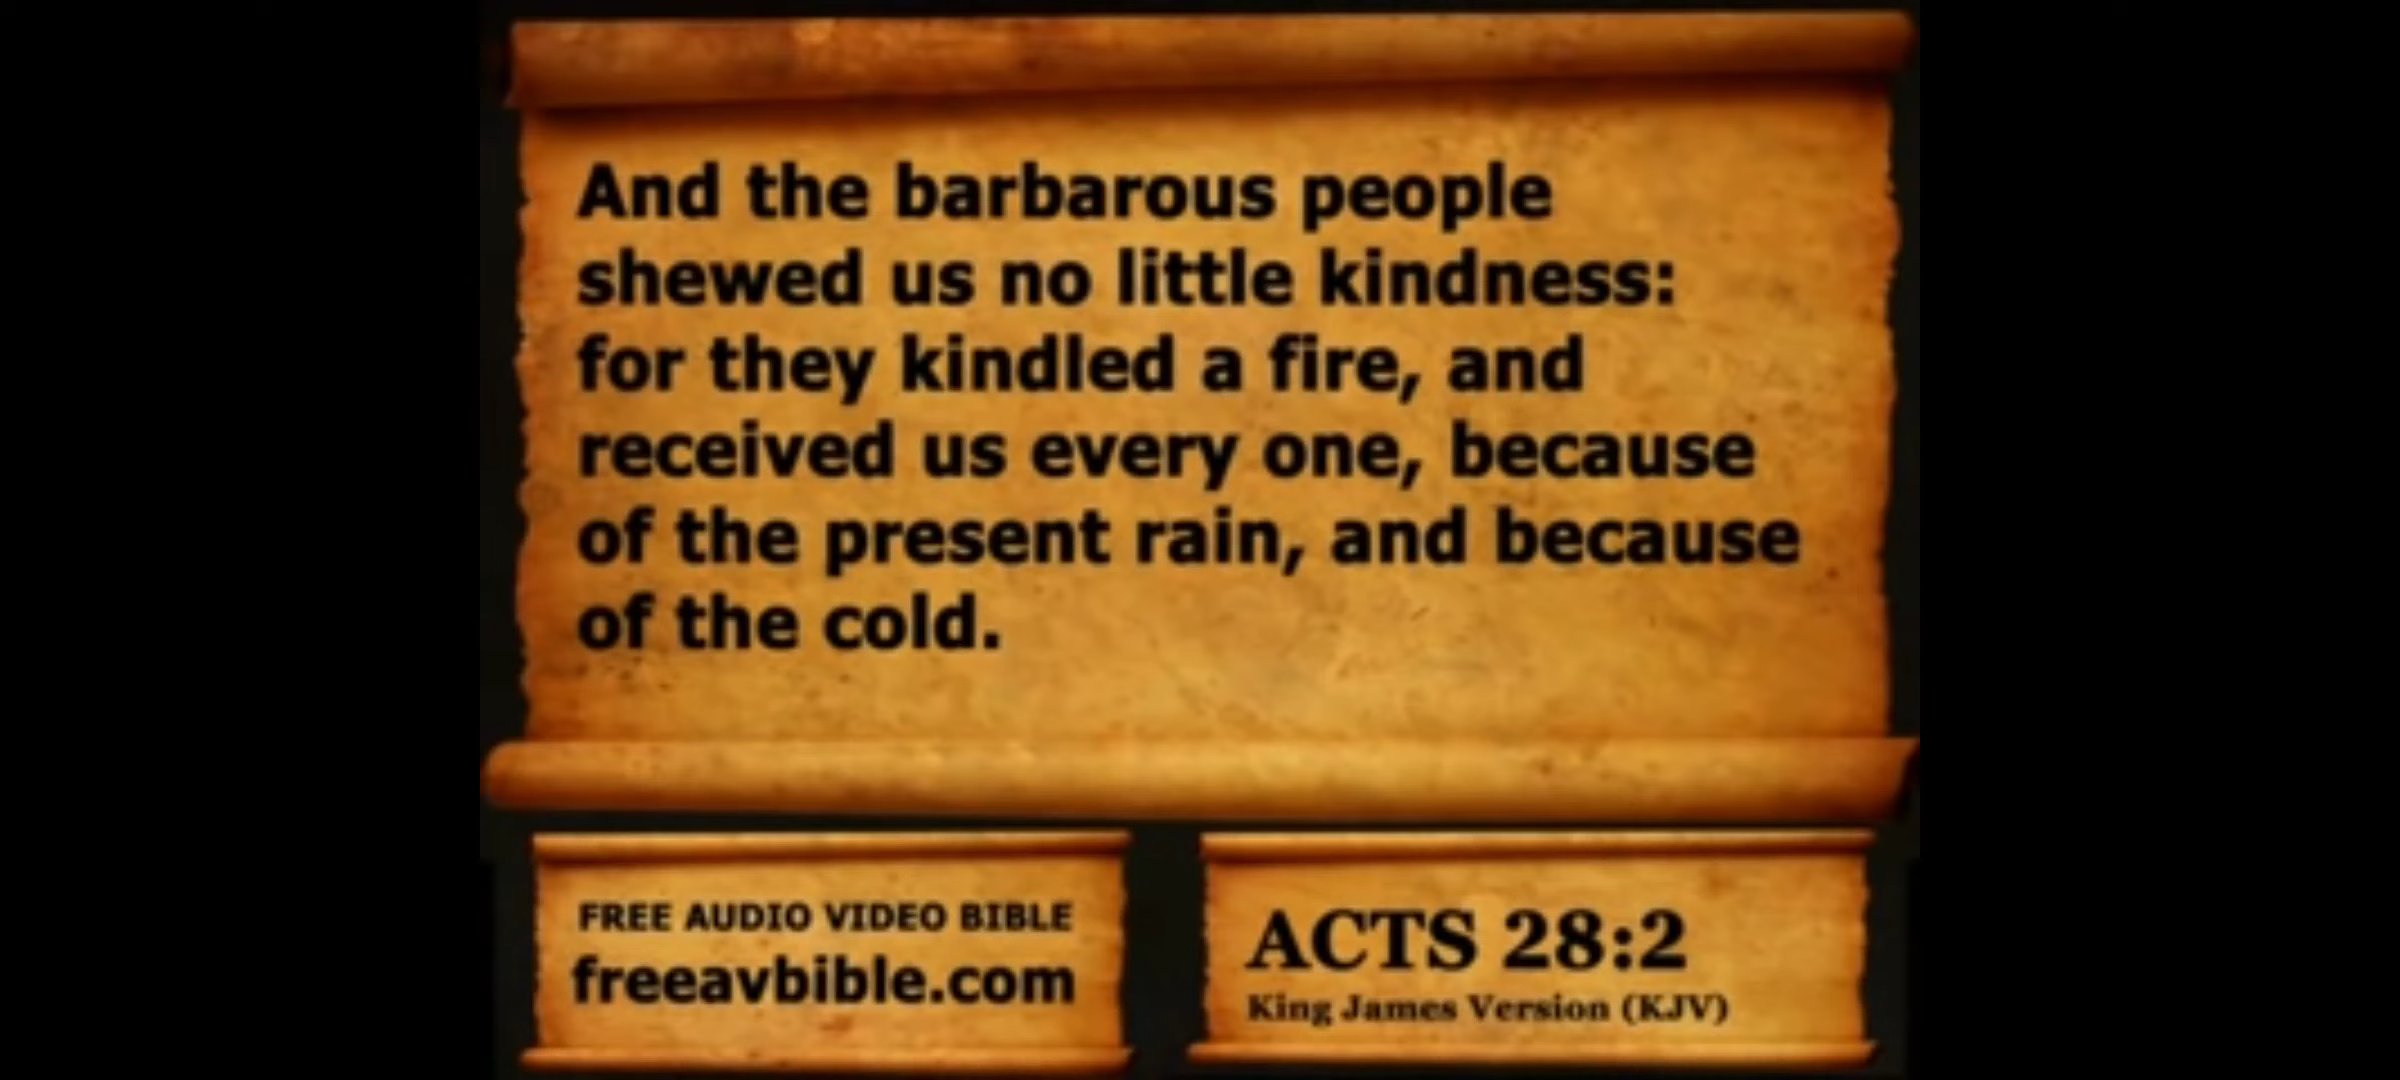 And the barbarous people
shewed us no little kindness:
for they kindled a fire, and
received us every one, because
of the present rain, and because
of the cold.
FREE AUDIO VIDEO BIBLE
freeavbible.com
ACTS 28:2
King James Version (KJV)